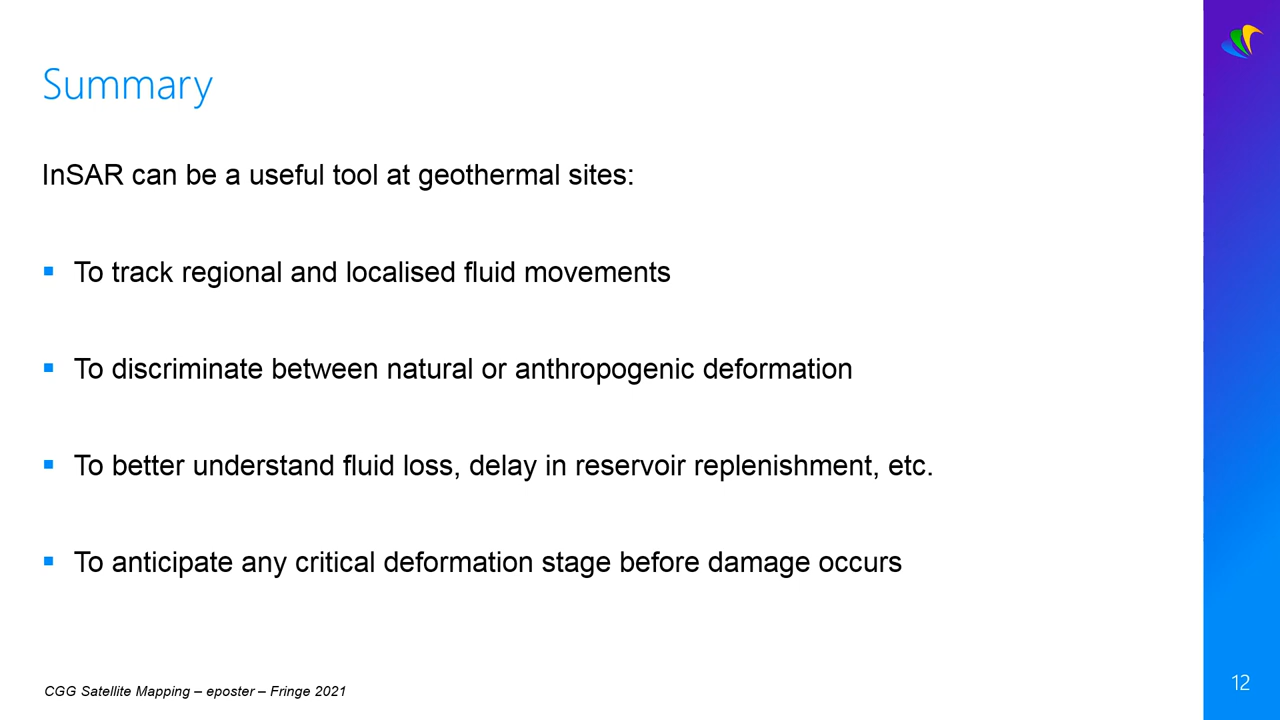 Summary
InSAR can be a useful tool at geothermal sites:
▪ To track regional and localised fluid movements
▪ To discriminate between natural or anthropogenic deformation
▪ To better understand fluid loss, delay in reservoir replenishment, etc.
▪ To anticipate any critical deformation stage before damage occurs
CGG Satellite Mapping – eposter – Fringe 2021
12